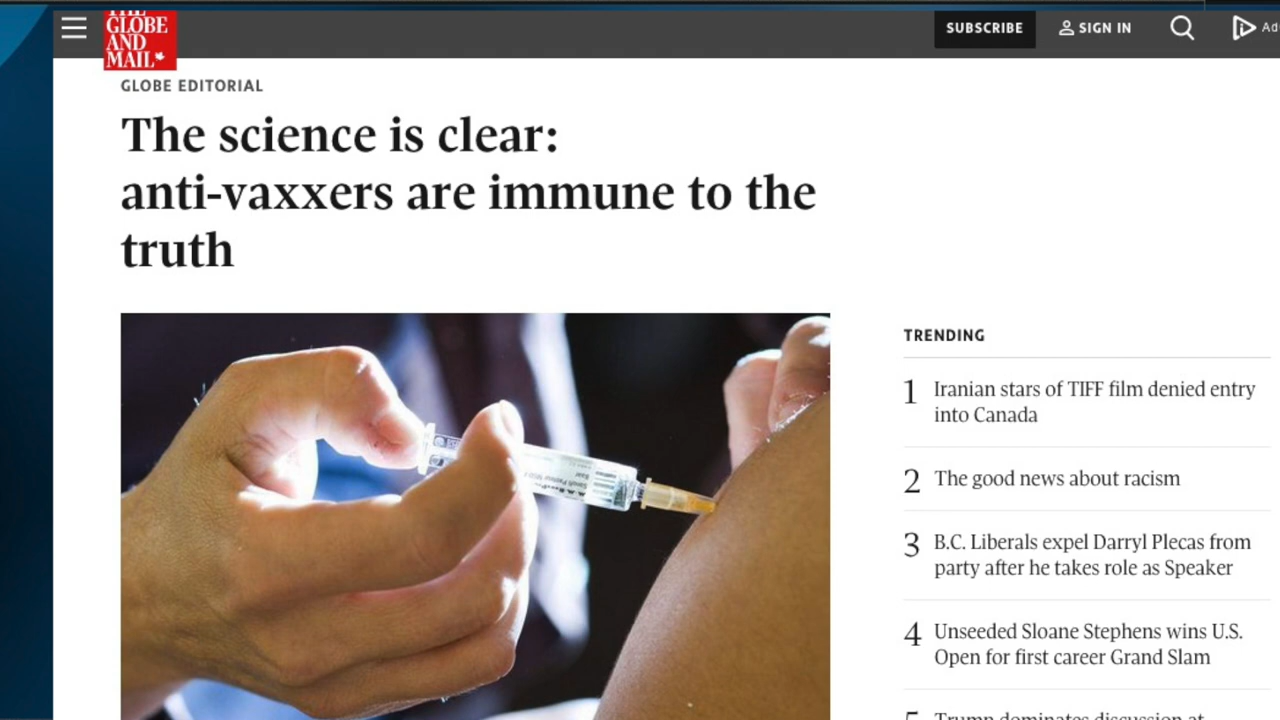 THE
GLOBE
AND
MAIL
SUBSCRIBE
SIGN IN
GLOBE EDITORIAL
The science is clear:
anti-vaxxers are immune to the
truth
TRENDING
1 Iranian stars of TIFF film denied entry
into Canada
2 The good news about racism
3 B.C. Liberals expel Darryl Plecas from
party after he takes role as Speaker
4 Unseeded Sloane Stephens wins U.S.
Open for first career Grand Slam
5 Trump dominates discussion at